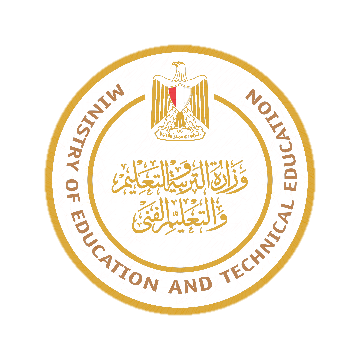 وزارة التربية والتعليم
والتعليم الفني
MINISTRY OF EDUCATION AND TECHNICAL EDUCATION